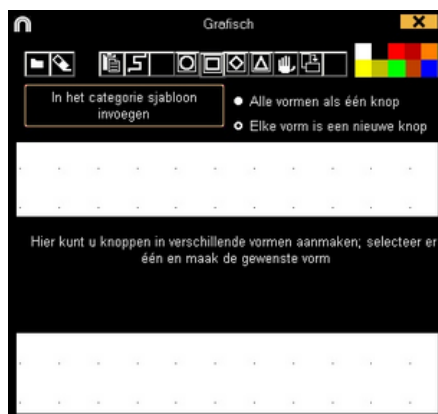 Grafisch
In het categorie sjabloon
invoegen
Alle vormen als één knop
Elke vorm is een nieuwe knop
Hier kunt u knoppen in verschillende vormen aanmaken; selecteer er
één en maak de gewenste vorm